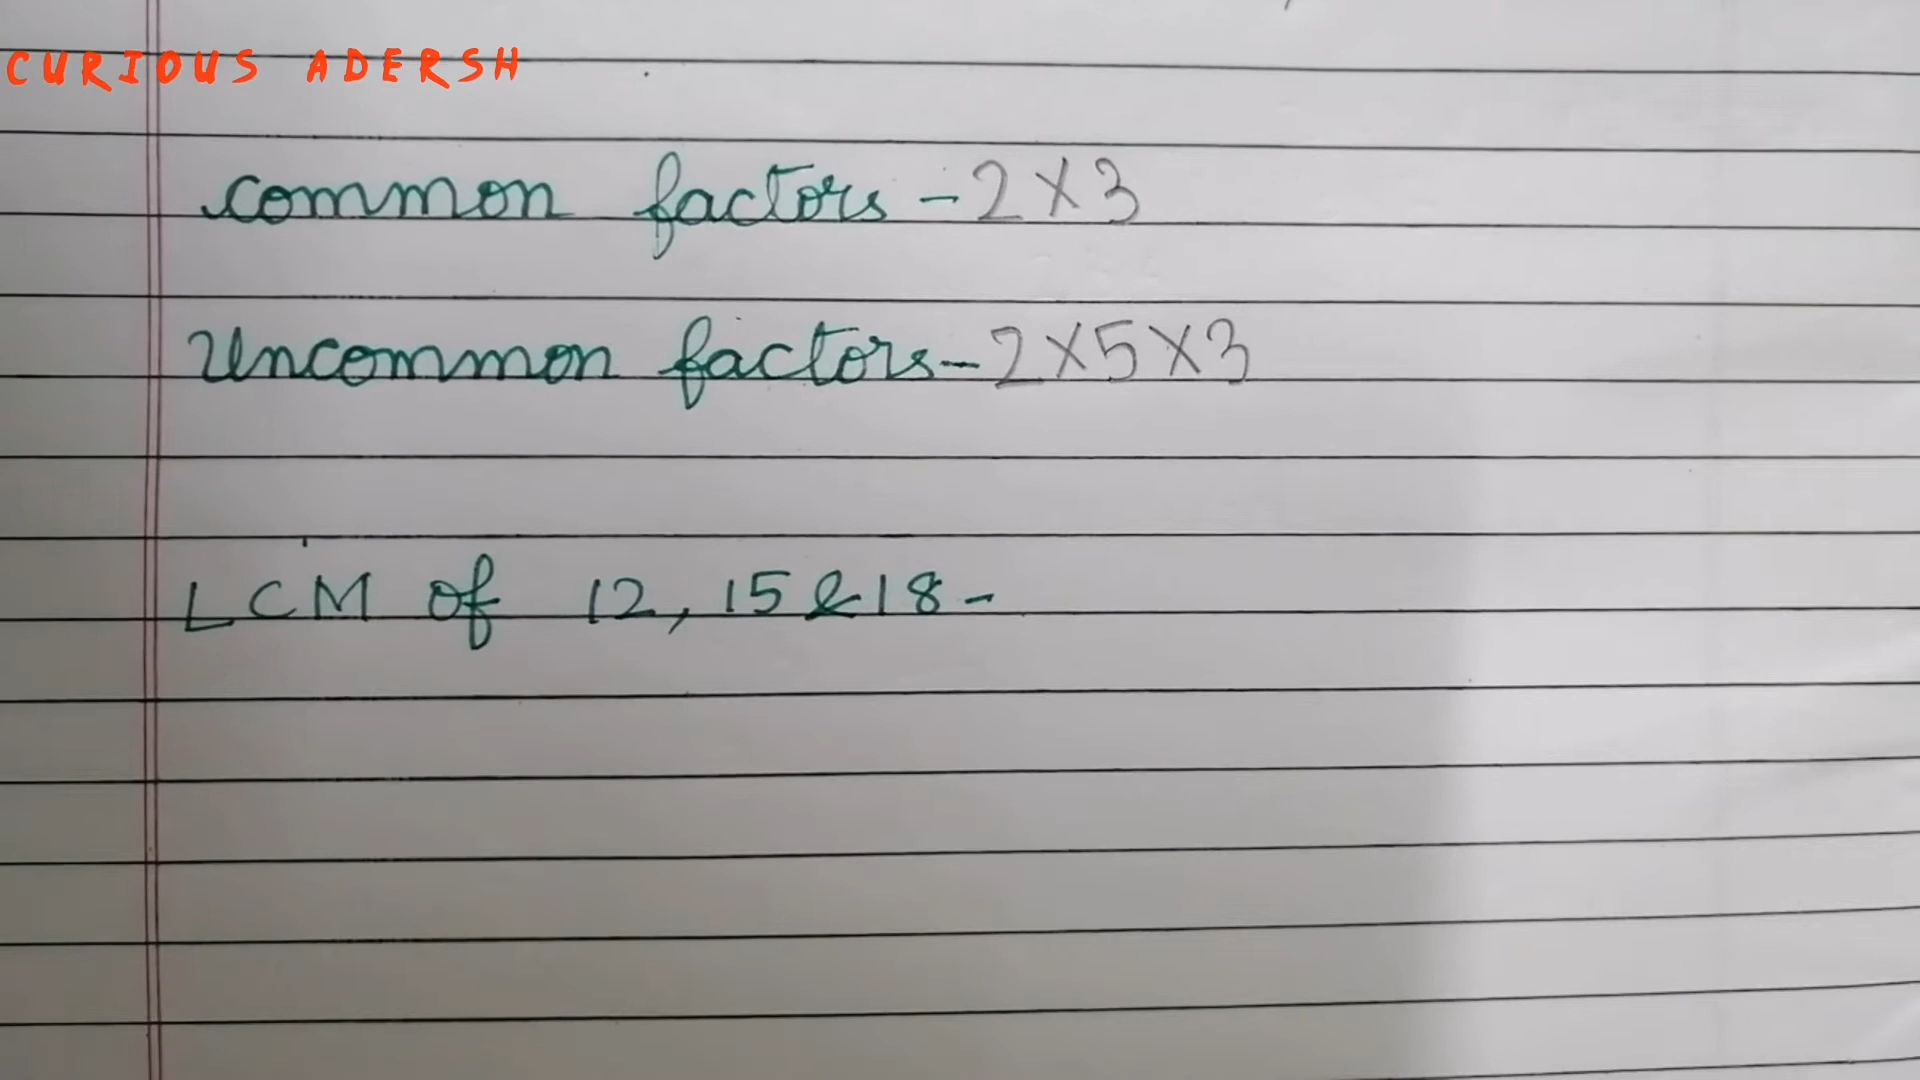 CURIOUS ADERSH
common factors - 2 X 3
Uncommon factors - 2 X 5 X 3
LCM of 12, 15 & 18 -